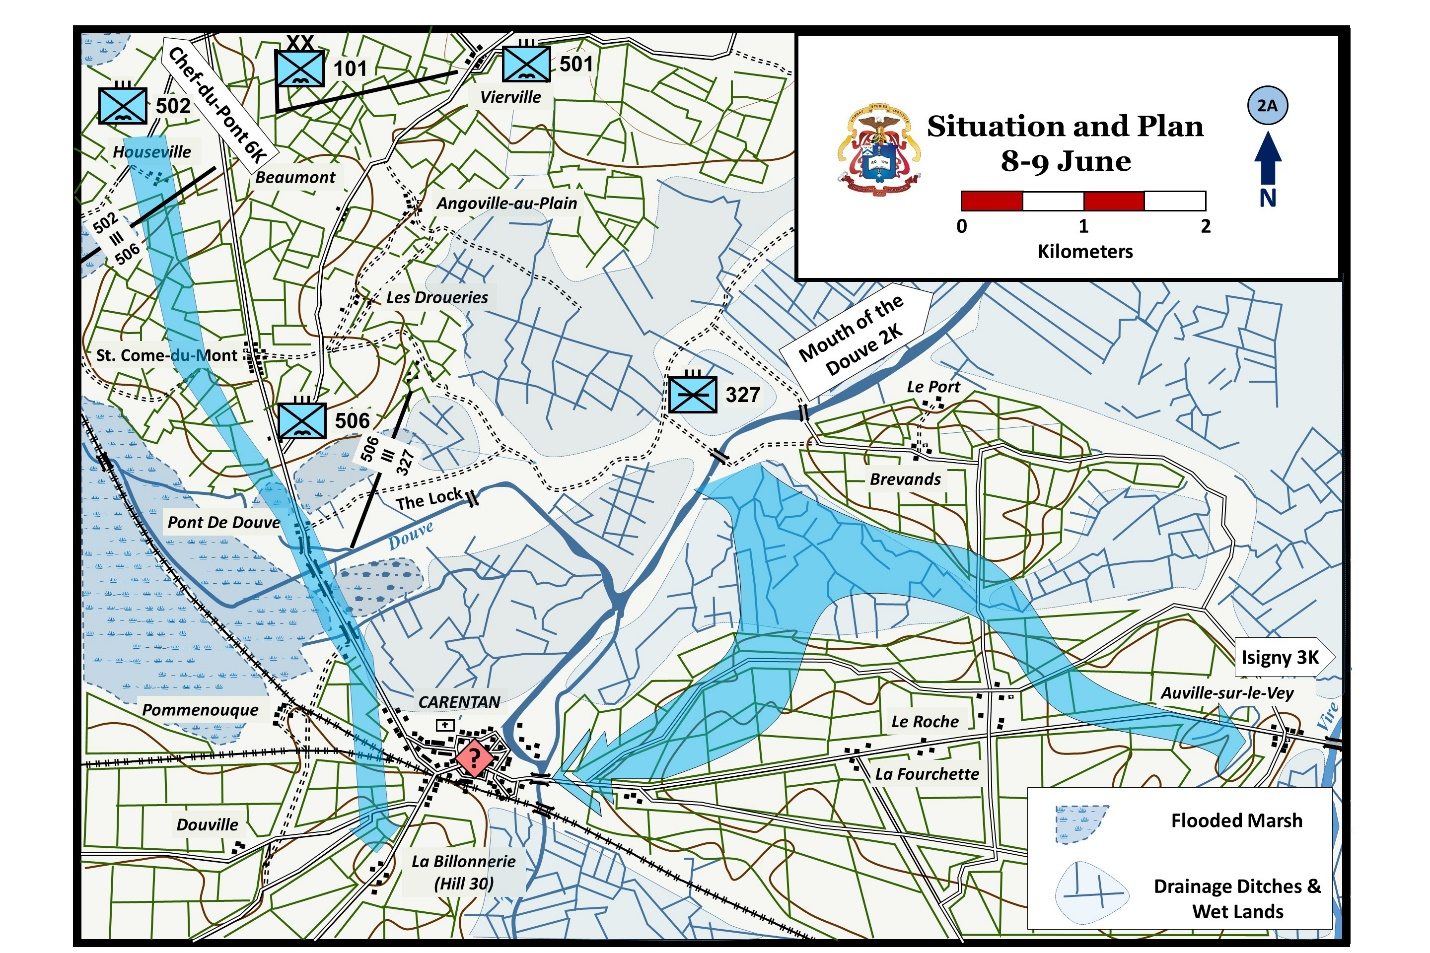 XX
101
501
Vierville
Chef-du-Pont 6K
502
Houseville
Beaumont
502
III
506
Angoville-au-Plain
Les Droueries
St. Come-du-Mont
506
506
III
327
327
Mouth of the
Douve 2K
Le Port
Brevands
The Lock
Douve
Pont De Douve
Isigny 3K
Auville-sur-le-Vey
Vire
CARENTAN
Pommenouque
?
Le Roche
La Fourchette
Douville
La Billonnerie
(Hill 30)
Situation and Plan
8-9 June
0
1
2
Kilometers
2A
N
Flooded Marsh
Drainage Ditches &
Wet Lands